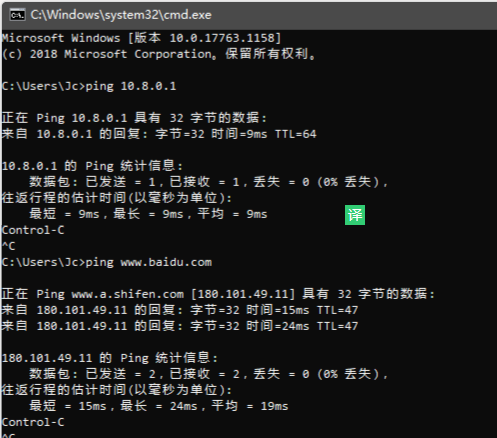 C:\Windows\system32\cmd.exe
Microsoft Windows [版本 10.0.17763.1158]
(c) 2018 Microsoft Corporation。保留所有权利。
C:\Users\Jc>ping 10.8.0.1
正在 Ping 10.8.0.1 具有 32 字节的数据:
来自 10.8.0.1 的回复: 字节=32 时间=9ms TTL=64
10.8.0.1 的 Ping 统计信息:
数据包: 已发送 = 1，已接收 = 1，丢失 = 0 (0% 丢失)，
往返行程的估计时间(以毫秒为单位):
最短 = 9ms，最长 = 9ms，平均 = 9ms
译
Control-C
^C
C:\Users\Jc>ping www.baidu.com
正在 Ping www.a.shifen.com [180.101.49.11] 具有 32 字节的数据:
来自 180.101.49.11 的回复: 字节=32 时间=15ms TTL=47
来自 180.101.49.11 的回复: 字节=32 时间=24ms TTL=47
180.101.49.11 的 Ping 统计信息:
数据包: 已发送 = 2，已接收 = 2，丢失 = 0 (0% 丢失)，
往返行程的估计时间(以毫秒为单位):
最短 = 15ms，最长 = 24ms，平均 = 19ms
Control-C
^C